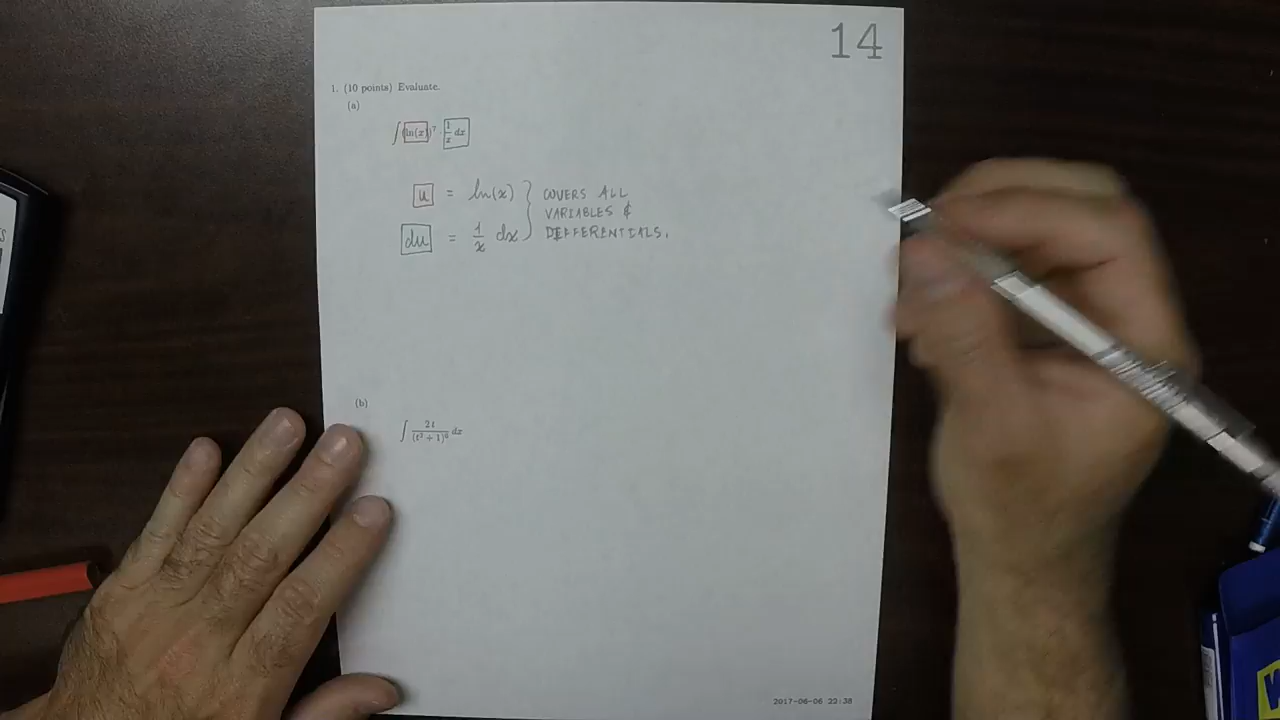 14
1. (10 points) Evaluate.
(a)
∫(ln(x))⁷ · 1/x dx
u = ln(x) } COVERS ALL
VARIABLES &
du = 1/x dx DIFFERENTIALS.
(b)
∫ 2t/(t² + 1)⁸ dx
2017-06-06 22:38